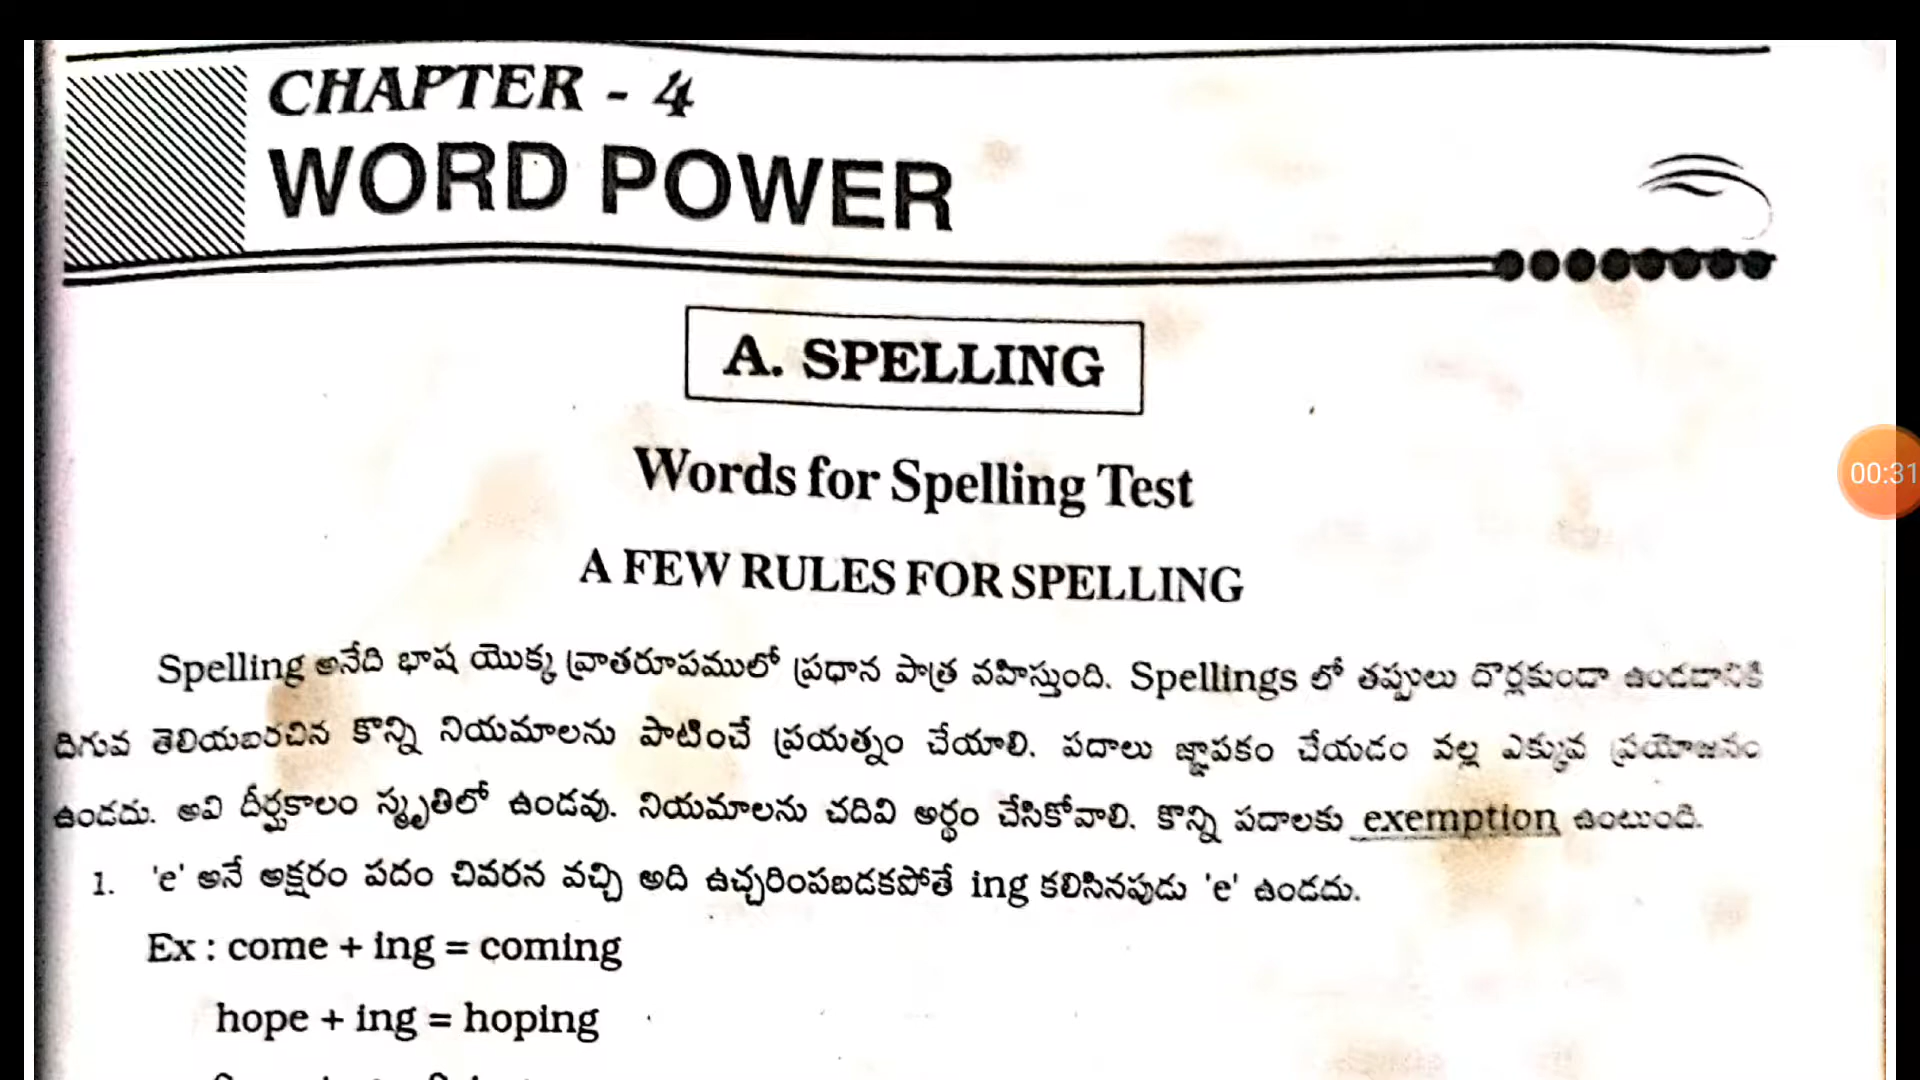 CHAPTER - 4
WORD POWER
A. SPELLING
Words for Spelling Test
A FEW RULES FOR SPELLING
Spelling అనేది భాష యొక్క వ్రాతరూపములో ప్రధాన పాత్ర వహిస్తుంది. Spellings లో తప్పులు దొర్లకుండా ఉండడానికి
దిగువ తెలియబరచిన కొన్ని నియమాలను పాటించే ప్రయత్నం చేయాలి. పదాలు జ్ఞాపకం చేయడం వల్ల ఎక్కువ ప్రయోజనం
ఉండదు. అవి దీర్ఘకాలం స్మృతిలో ఉండవు. నియమాలను చదివి అర్థం చేసికోవాలి. కొన్ని పదాలకు exemption ఉంటుంది.
1. 'e' అనే అక్షరం పదం చివరన వచ్చి అది ఉచ్చరింపబడకపోతే ing కలిసినపుడు 'e' ఉండదు.
Ex : come + ing = coming
hope + ing = hoping
00:31